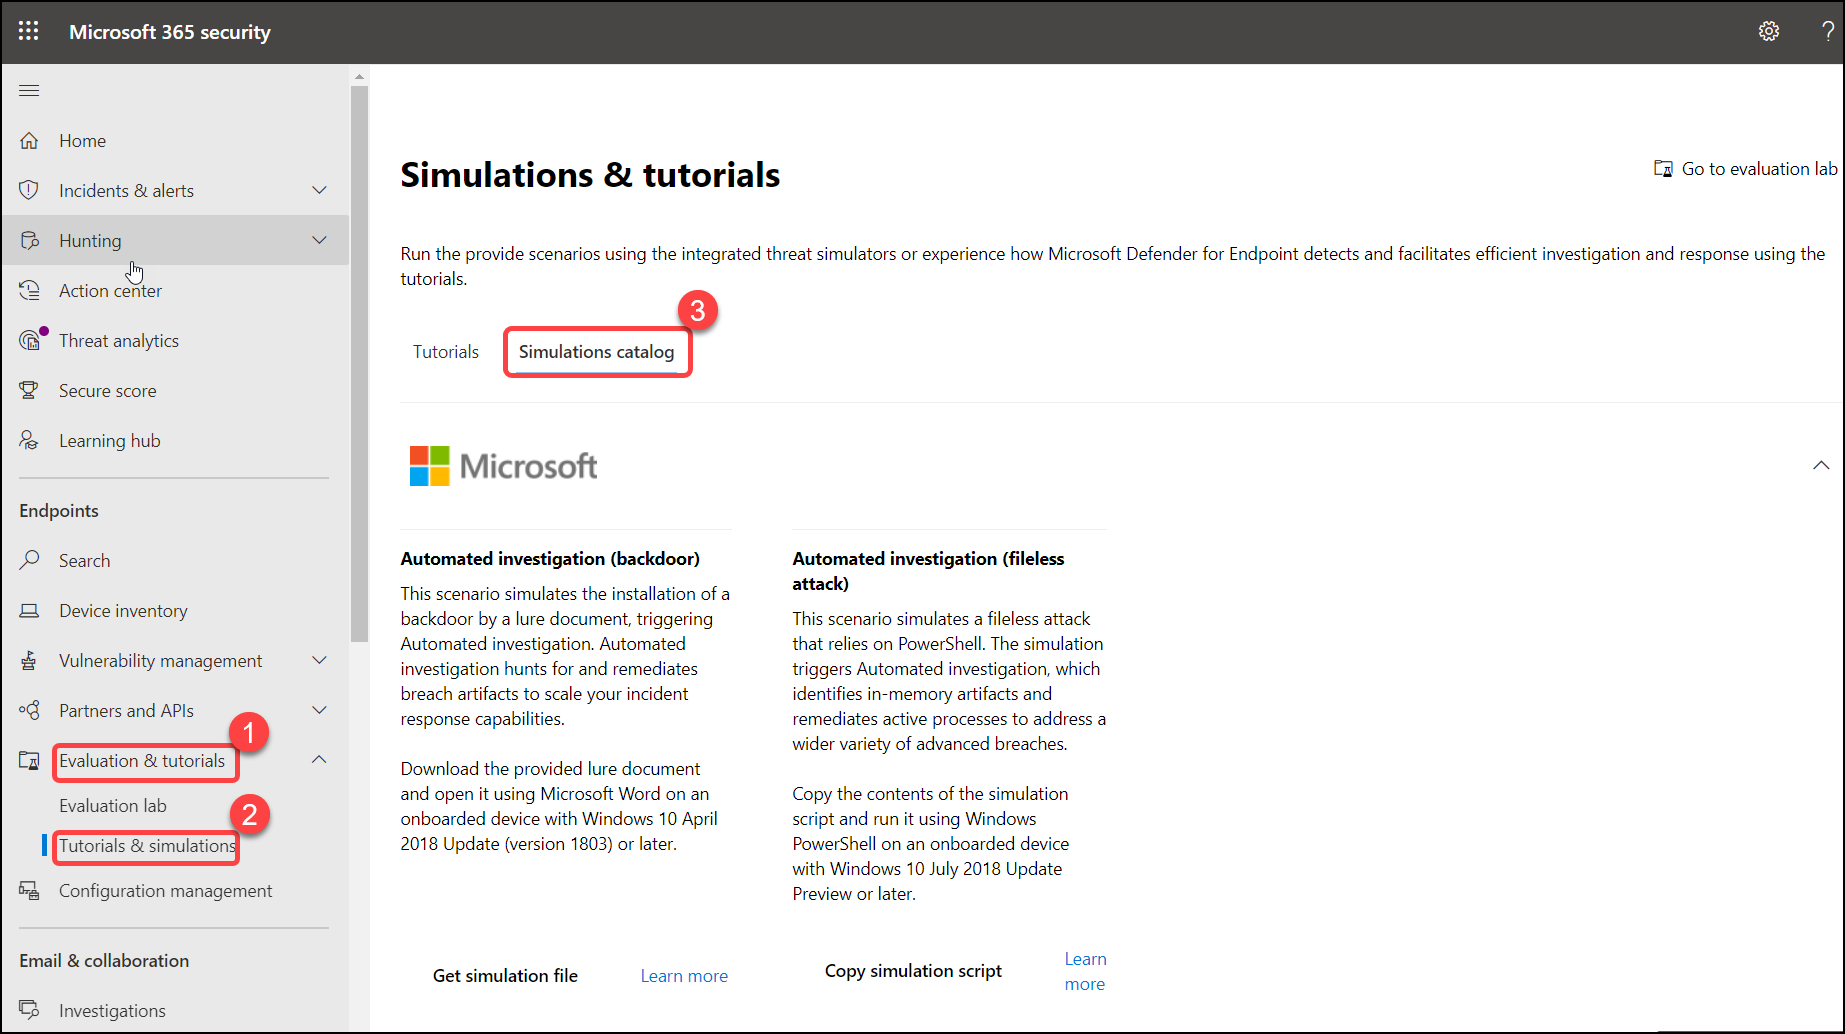 Microsoft 365 security
?
Home
Incidents & alerts
Hunting
Action center
Threat analytics
Secure score
Learning hub
Endpoints
Search
Device inventory
Vulnerability management
Partners and APIs
1
Evaluation & tutorials
Evaluation lab
2
Tutorials & simulations
Configuration management
Email & collaboration
Investigations
Simulations & tutorials
Go to evaluation lab
Run the provide scenarios using the integrated threat simulators or experience how Microsoft Defender for Endpoint detects and facilitates efficient investigation and response using the
tutorials.
3
Tutorials
Simulations catalog
Microsoft
Automated investigation (backdoor)
This scenario simulates the installation of a
backdoor by a lure document, triggering
Automated investigation. Automated
investigation hunts for and remediates
breach artifacts to scale your incident
response capabilities.
Download the provided lure document
and open it using Microsoft Word on an
onboarded device with Windows 10 April
2018 Update (version 1803) or later.
Get simulation file
Learn more
Automated investigation (fileless
attack)
This scenario simulates a fileless attack
that relies on PowerShell. The simulation
triggers Automated investigation, which
identifies in-memory artifacts and
remediates active processes to address a
wider variety of advanced breaches.
Copy the contents of the simulation
script and run it using Windows
PowerShell on an onboarded device
with Windows 10 July 2018 Update
Preview or later.
Copy simulation script
Learn
more